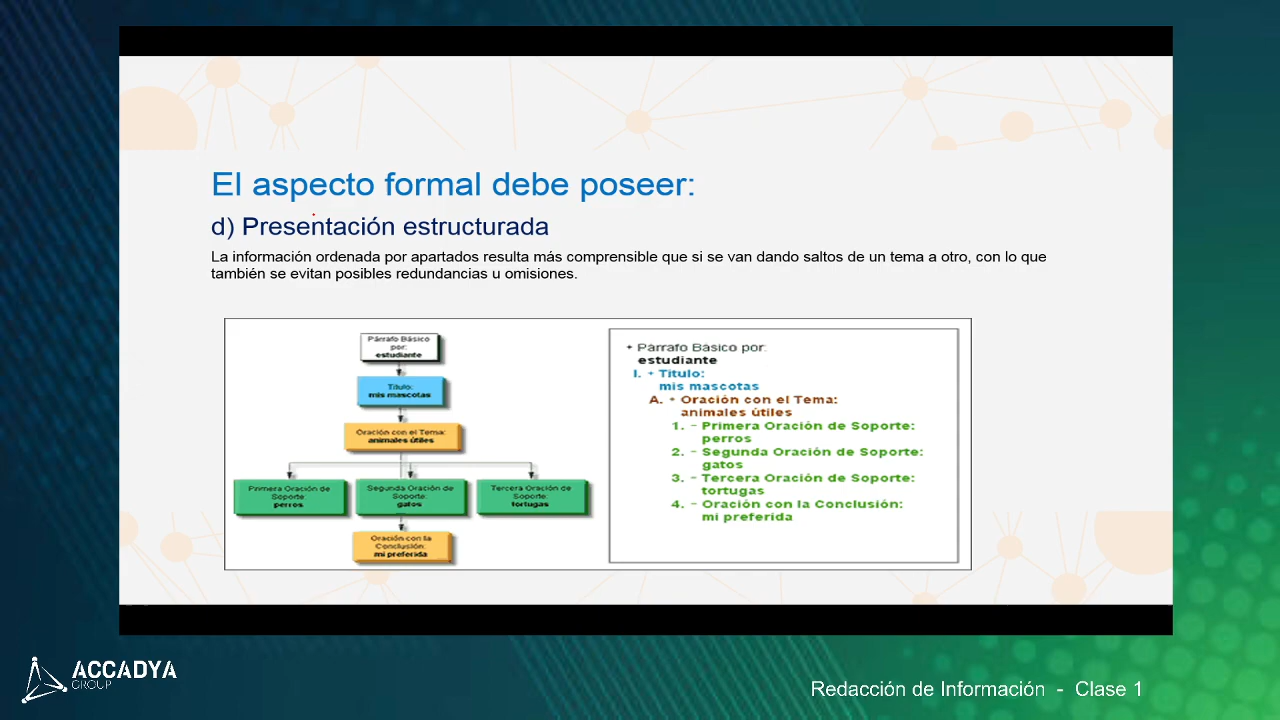 El aspecto formal debe poseer:
d) Presentación estructurada
La información ordenada por apartados resulta más comprensible que si se van dando saltos de un tema a otro, con lo que
también se evitan posibles redundancias u omisiones.
Párrafo Básico
por:
estudiante
Título:
mis mascotas
Oración con el Tema:
animales útiles
Primera Oración de
Soporte:
perros
Segunda Oración de
Soporte:
gatos
Tercera Oración de
Soporte:
tortugas
Oración con la
Conclusión:
mi preferida
+ Párrafo Básico por:
estudiante
I. + Título:
mis mascotas
A. + Oración con el Tema:
animales útiles
1. - Primera Oración de Soporte:
perros
2. - Segunda Oración de Soporte:
gatos
3. - Tercera Oración de Soporte:
tortugas
4. - Oración con la Conclusión:
mi preferida
ACCADYA
GROUP
Redacción de Información - Clase 1